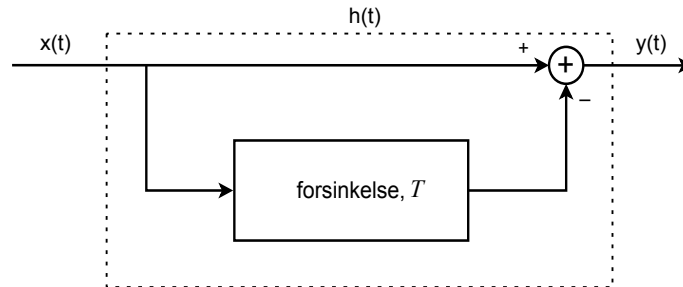 h(t)
x(t)
+
y(t)
+
–
forsinkelse, T